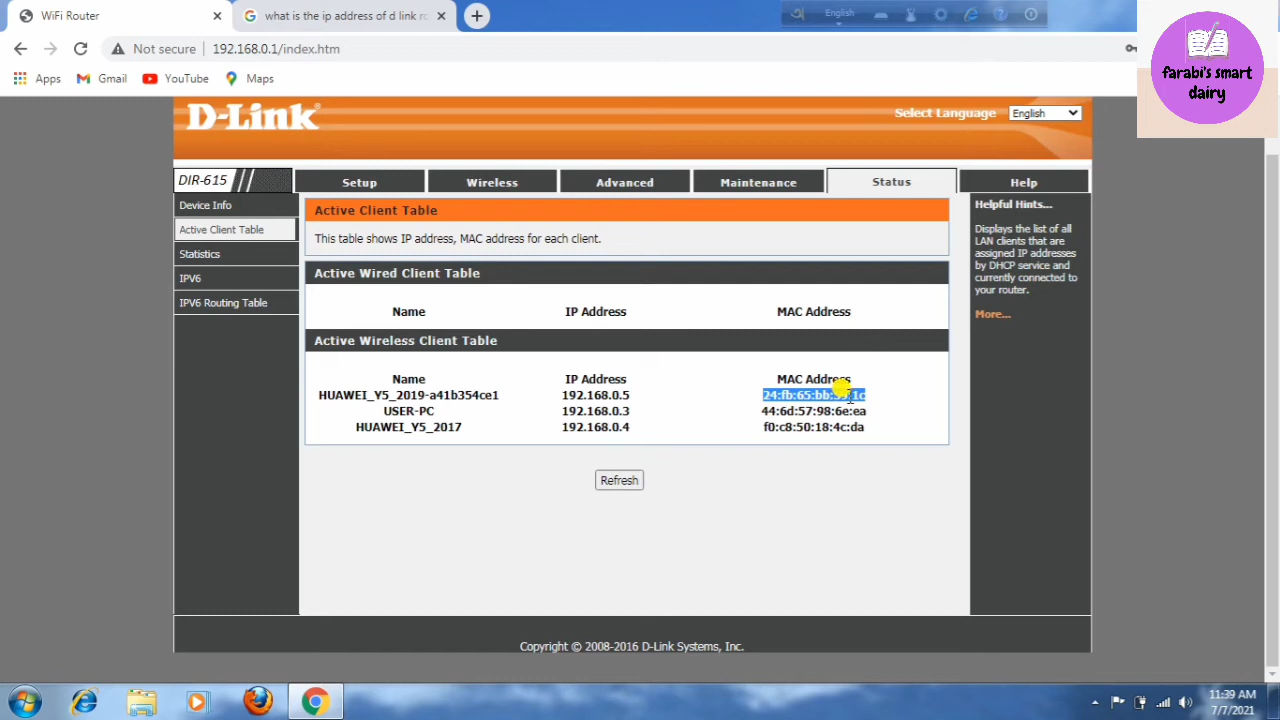 WiFi Router
what is the ip address of d link ro
English
Not secure
192.168.0.1/index.htm
Apps
Gmail
YouTube
Maps
farabi's smart
dairy
D-Link
Select Language
English
DIR-615
Setup
Wireless
Advanced
Maintenance
Status
Help
Device Info
Active Client Table
Statistics
IPV6
IPV6 Routing Table
Active Client Table
This table shows IP address, MAC address for each client.
Active Wired Client Table
Name IP Address MAC Address
Active Wireless Client Table
Name IP Address MAC Address
HUAWEI_Y5_2019-a41b354ce1 192.168.0.5
USER-PC 192.168.0.3 44:6d:57:98:6e:ea
HUAWEI_Y5_2017 192.168.0.4 f0:c8:50:18:4c:da
Refresh
Helpful Hints...
Displays the list of all
LAN clients that are
assigned IP addresses
by DHCP service and
currently connected to
your router.
More...
Copyright © 2008-2016 D-Link Systems, Inc.
11:39 AM
7/7/2021